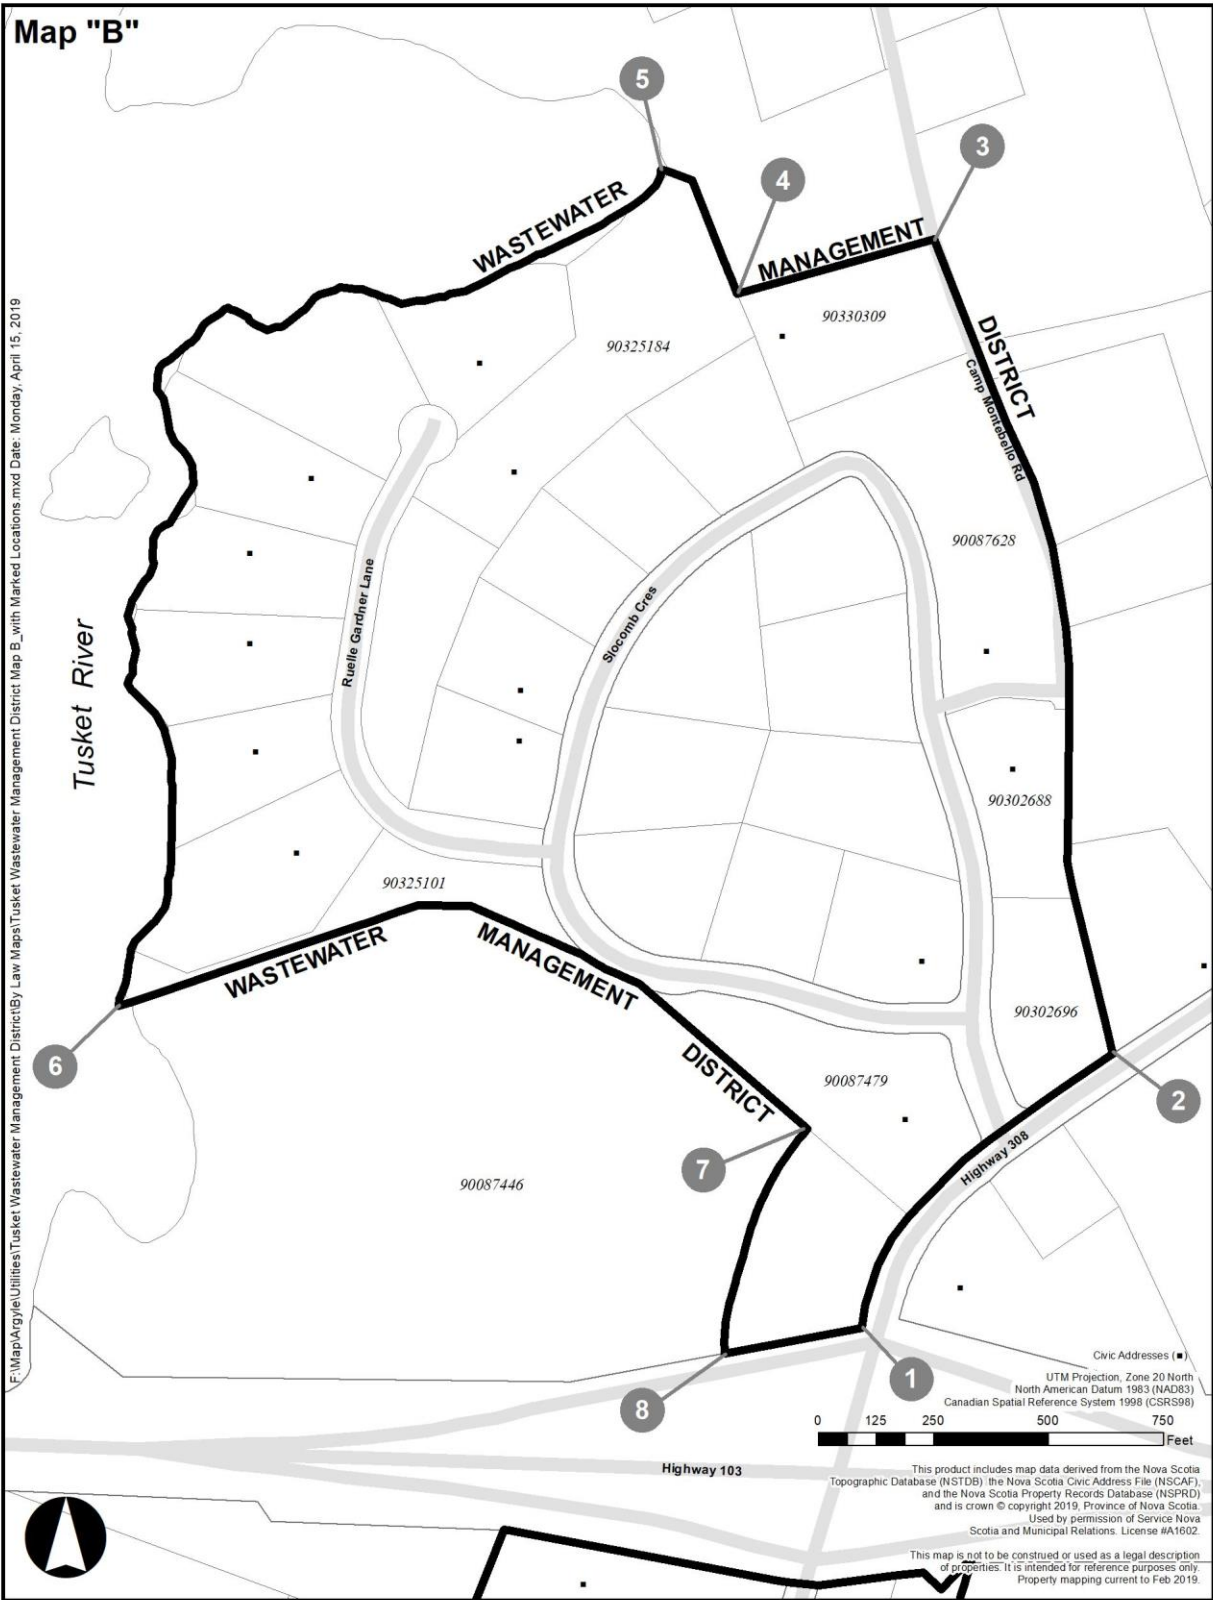 Map "B"
5
3
4
WASTEWATER
MANAGEMENT
DISTRICT
90330309
90325184
Camp Montebello Rd
90087628
Ruelle Gardner Lane
Slocomb Cres
Tusket River
90302688
90325101
WASTEWATER
MANAGEMENT
DISTRICT
90302696
6
90087479
2
7
Highway 308
90087446
1
8
Highway 103
Civic Addresses (■)
UTM Projection, Zone 20 North
North American Datum 1983 (NAD83)
Canadian Spatial Reference System 1998 (CSRS98)
0 125 250 500 750
Feet
This product includes map data derived from the Nova Scotia
Topographic Database (NSTDB) the Nova Scotia Civic Address File (NSCAF),
and the Nova Scotia Property Records Database (NSPRD)
and is crown © copyright 2019, Province of Nova Scotia.
Used by permission of Service Nova
Scotia and Municipal Relations. License #A1602.
This map is not to be construed or used as a legal description
of properties. It is intended for reference purposes only.
Property mapping current to Feb 2019.
F:\Map\Argyle\Utilities\Tusket Wastewater Management District\By Law Maps\Tusket Wastewater Management District Map B_with Marked Locations.mxd Date: Monday, April 15, 2019